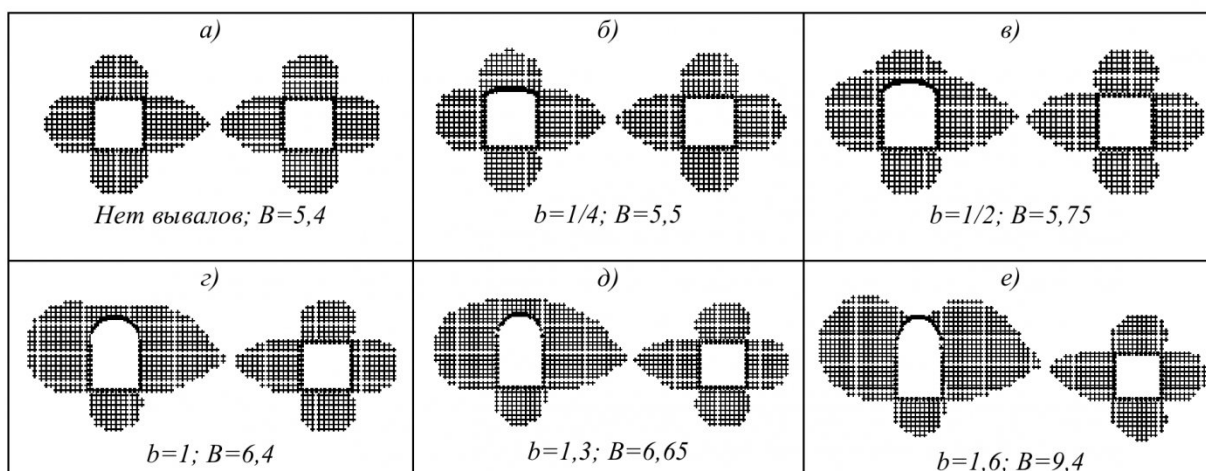 а)
Нет вывалов; B=5,4
б)
b=1/4; B=5,5
в)
b=1/2; B=5,75
г)
b=1; B=6,4
д)
b=1,3; B=6,65
е)
b=1,6; B=9,4